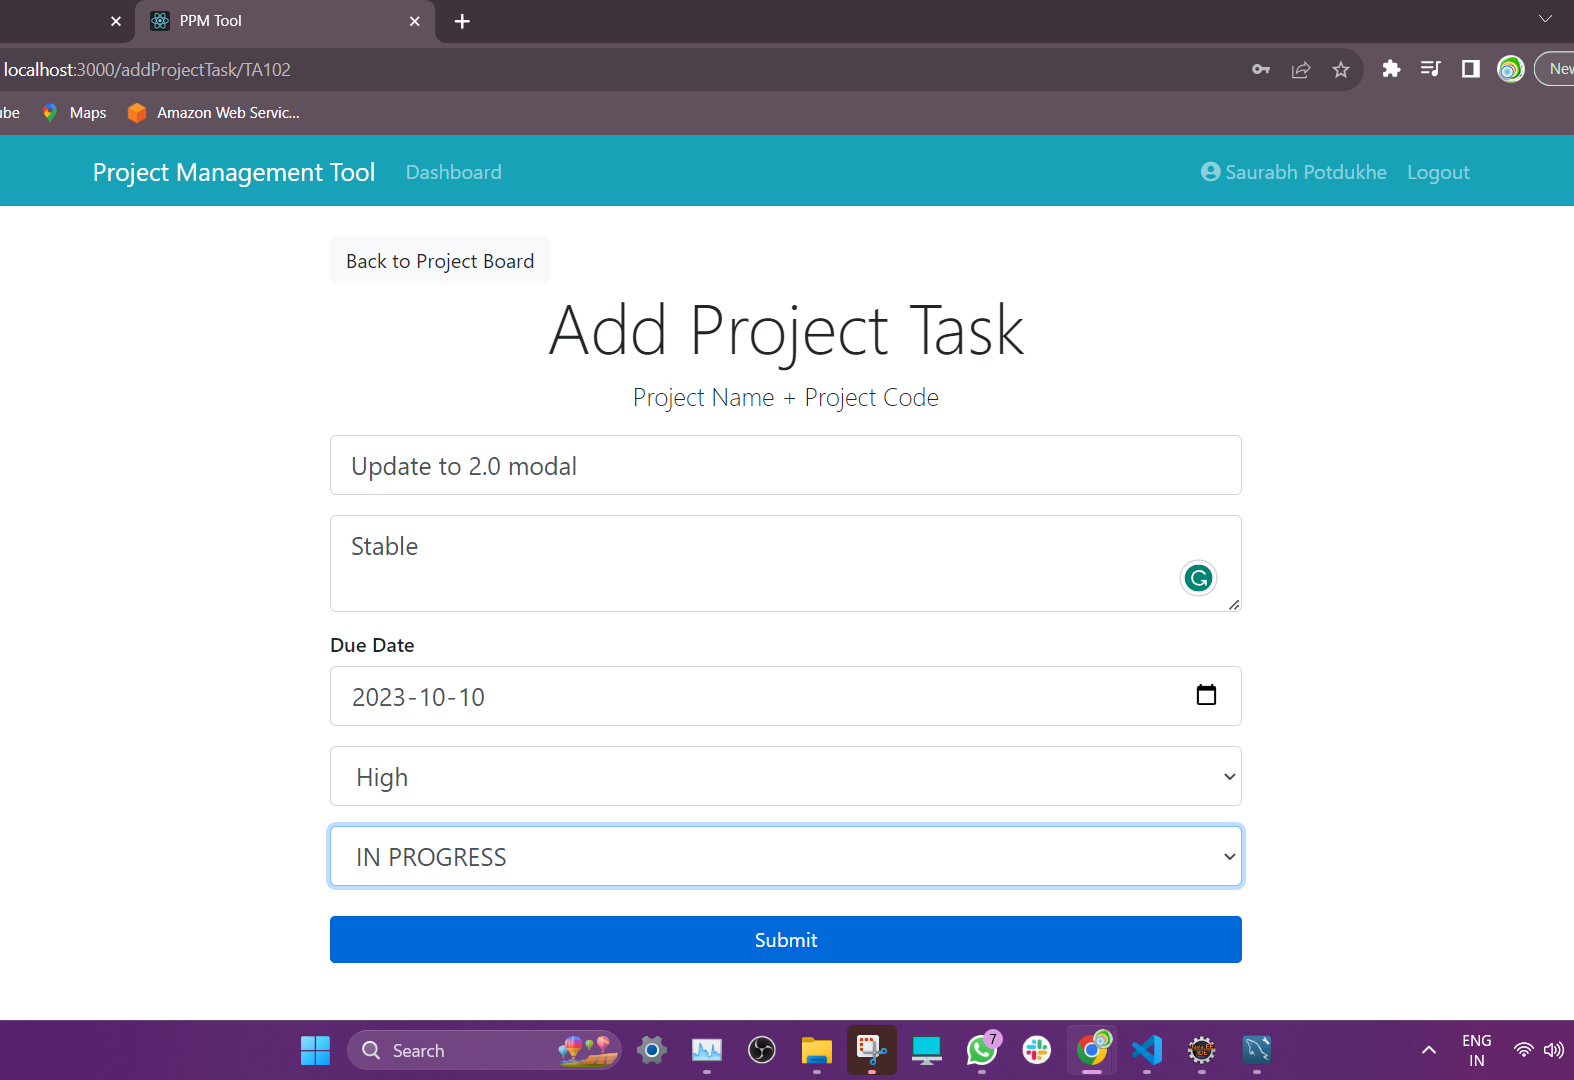 PPM Tool
localhost:3000/addProjectTask/TA102
New
ube
Maps
Amazon Web Servic...
Project Management Tool
Dashboard
Saurabh Potdukhe
Logout
Back to Project Board
Add Project Task
Project Name + Project Code
Update to 2.0 modal
Stable
Due Date
2023-10-10
High
IN PROGRESS
Submit
Search
7
ENG
IN